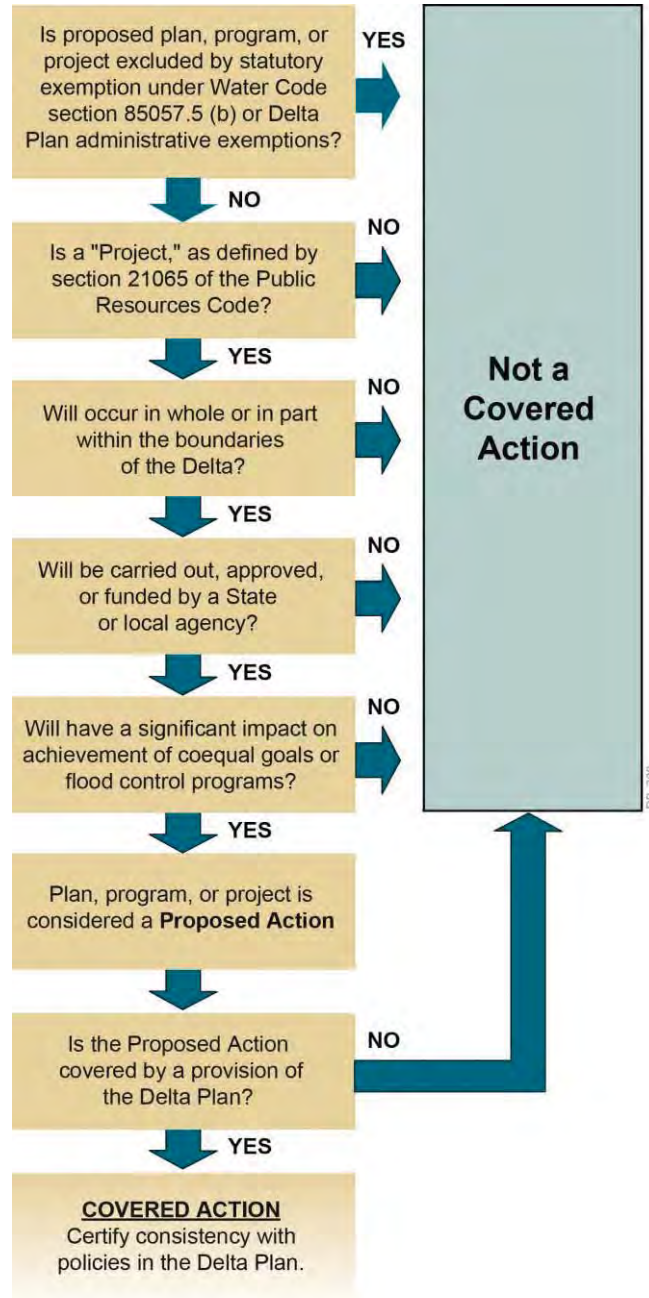 Is proposed plan, program, or
project excluded by statutory
exemption under Water Code
section 85057.5 (b) or Delta
Plan administrative exemptions?
YES
NO
Is a "Project," as defined by
section 21065 of the Public
Resources Code?
NO
YES
Will occur in whole or in part
within the boundaries
of the Delta?
NO
YES
Will be carried out, approved,
or funded by a State
or local agency?
NO
YES
Will have a significant impact on
achievement of coequal goals or
flood control programs?
NO
YES
Plan, program, or project is
considered a Proposed Action
Is the Proposed Action
covered by a provision of
the Delta Plan?
NO
YES
COVERED ACTION
Certify consistency with
policies in the Delta Plan.
Not a
Covered
Action